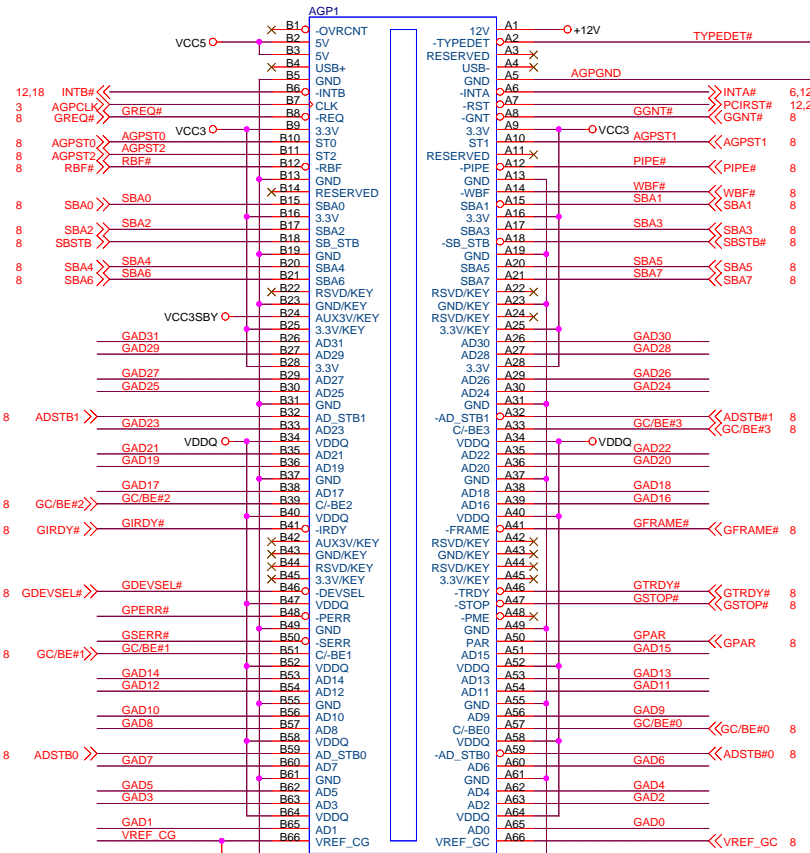 AGP1
B1 -OVRCNT 12V A1 +12V
VCC5 B2 5V -TYPEDET A2 TYPEDET#
B3 5V RESERVED A3
B4 USB+ USB- A4
B5 GND GND A5 AGPGND
12,18 INTB# B6 -INTB -INTA A6 INTA# 6,12
3 AGPCLK B7 CLK -RST A7 PCIRST# 12,2
8 GREQ# GREQ# B8 -REQ -GNT A8 GGNT# GGNT# 8
VCC3 B9 3.3V 3.3V A9 VCC3
8 AGPST0 AGPST0 B10 ST0 ST1 A10 AGPST1 AGPST1 8
8 AGPST2 AGPST2 B11 ST2 RESERVED A11
8 RBF# RBF# B12 -RBF -PIPE A12 PIPE# PIPE# 8
B13 GND GND A13
B14 RESERVED -WBF A14 WBF# WBF# 8
8 SBA0 SBA0 B15 SBA0 SBA1 A15 SBA1 SBA1 8
B16 3.3V 3.3V A16
8 SBA2 SBA2 B17 SBA2 SBA3 A17 SBA3 SBA3 8
8 SBSTB B18 SB_STB -SB_STB A18 SBSTB# 8
B19 GND GND A19
8 SBA4 SBA4 B20 SBA4 SBA5 A20 SBA5 SBA5 8
8 SBA6 SBA6 B21 SBA6 SBA7 A21 SBA7 SBA7 8
B22 RSVD/KEY RSVD/KEY A22
B23 GND/KEY GND/KEY A23
VCC3SBY B24 AUX3V/KEY RSVD/KEY A24
B25 3.3V/KEY 3.3V/KEY A25
GAD31 B26 AD31 AD30 A26 GAD30
GAD29 B27 AD29 AD28 A27 GAD28
B28 3.3V 3.3V A28
GAD27 B29 AD27 AD26 A29 GAD26
GAD25 B30 AD25 AD24 A30 GAD24
B31 GND GND A31
8 ADSTB1 B32 AD_STB1 -AD_STB1 A32 ADSTB#1 8
GAD23 B33 AD23 C/-BE3 A33 GC/BE#3 GC/BE#3 8
VDDQ B34 VDDQ VDDQ A34 VDDQ
GAD21 B35 AD21 AD22 A35 GAD22
GAD19 B36 AD19 AD20 A36 GAD20
B37 GND GND A37
GAD17 B38 AD17 AD18 A38 GAD18
8 GC/BE#2 GC/BE#2 B39 C/-BE2 AD16 A39 GAD16
B40 VDDQ VDDQ A40
8 GIRDY# GIRDY# B41 -IRDY -FRAME A41 GFRAME# GFRAME# 8
B42 AUX3V/KEY RSVD/KEY A42
B43 GND/KEY GND/KEY A43
B44 RSVD/KEY RSVD/KEY A44
B45 3.3V/KEY 3.3V/KEY A45
8 GDEVSEL# GDEVSEL# B46 -DEVSEL -TRDY A46 GTRDY# GTRDY# 8
B47 VDDQ -STOP A47 GSTOP# GSTOP# 8
GPERR# B48 -PERR -PME A48
B49 GND GND A49
GSERR# B50 -SERR PAR A50 GPAR GPAR 8
8 GC/BE#1 GC/BE#1 B51 C/-BE1 AD15 A51 GAD15
B52 VDDQ VDDQ A52
GAD14 B53 AD14 AD13 A53 GAD13
GAD12 B54 AD12 AD11 A54 GAD11
B55 GND GND A55
GAD10 B56 AD10 AD9 A56 GAD9
GAD8 B57 AD8 C/-BE0 A57 GC/BE#0 GC/BE#0 8
B58 VDDQ VDDQ A58
8 ADSTB0 B59 AD_STB0 -AD_STB0 A59 ADSTB#0 8
GAD7 B60 AD7 AD6 A60 GAD6
B61 GND GND A61
GAD5 B62 AD5 AD4 A62 GAD4
GAD3 B63 AD3 AD2 A63 GAD2
B64 VDDQ VDDQ A64
GAD1 B65 AD1 AD0 A65 GAD0
VREF_CG B66 VREF_CG VREF_GC A66 VREF_GC 8